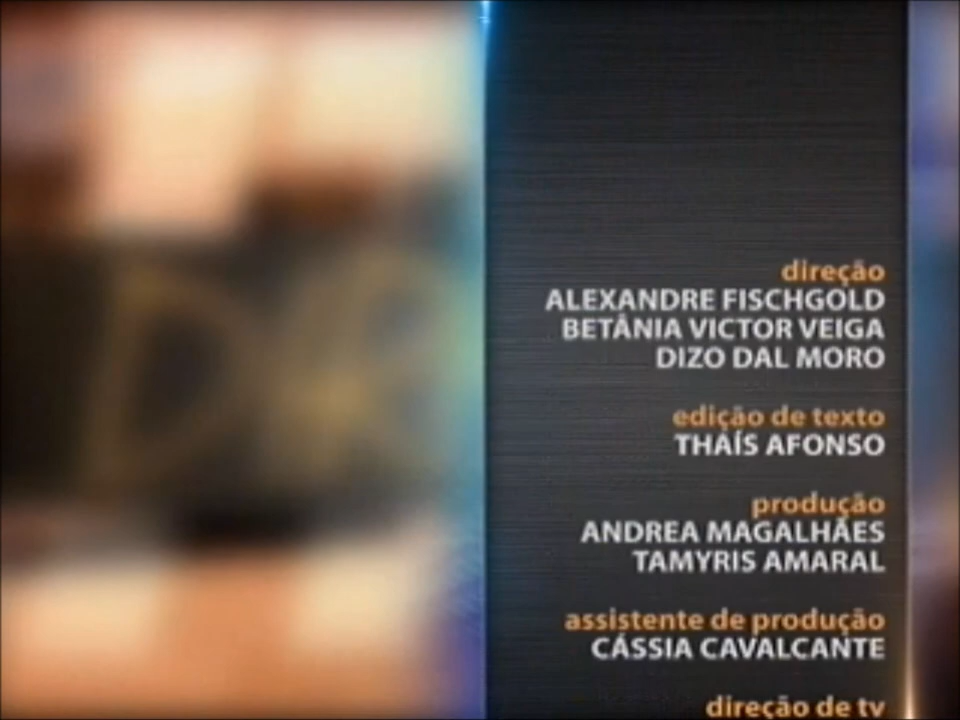 direção
ALEXANDRE FISCHGOLD
BETÂNIA VICTOR VEIGA
DIZO DAL MORO
edição de texto
THAÍS AFONSO
produção
ANDREA MAGALHÃES
TAMYRIS AMARAL
assistente de produção
CÁSSIA CAVALCANTE
direção de tv